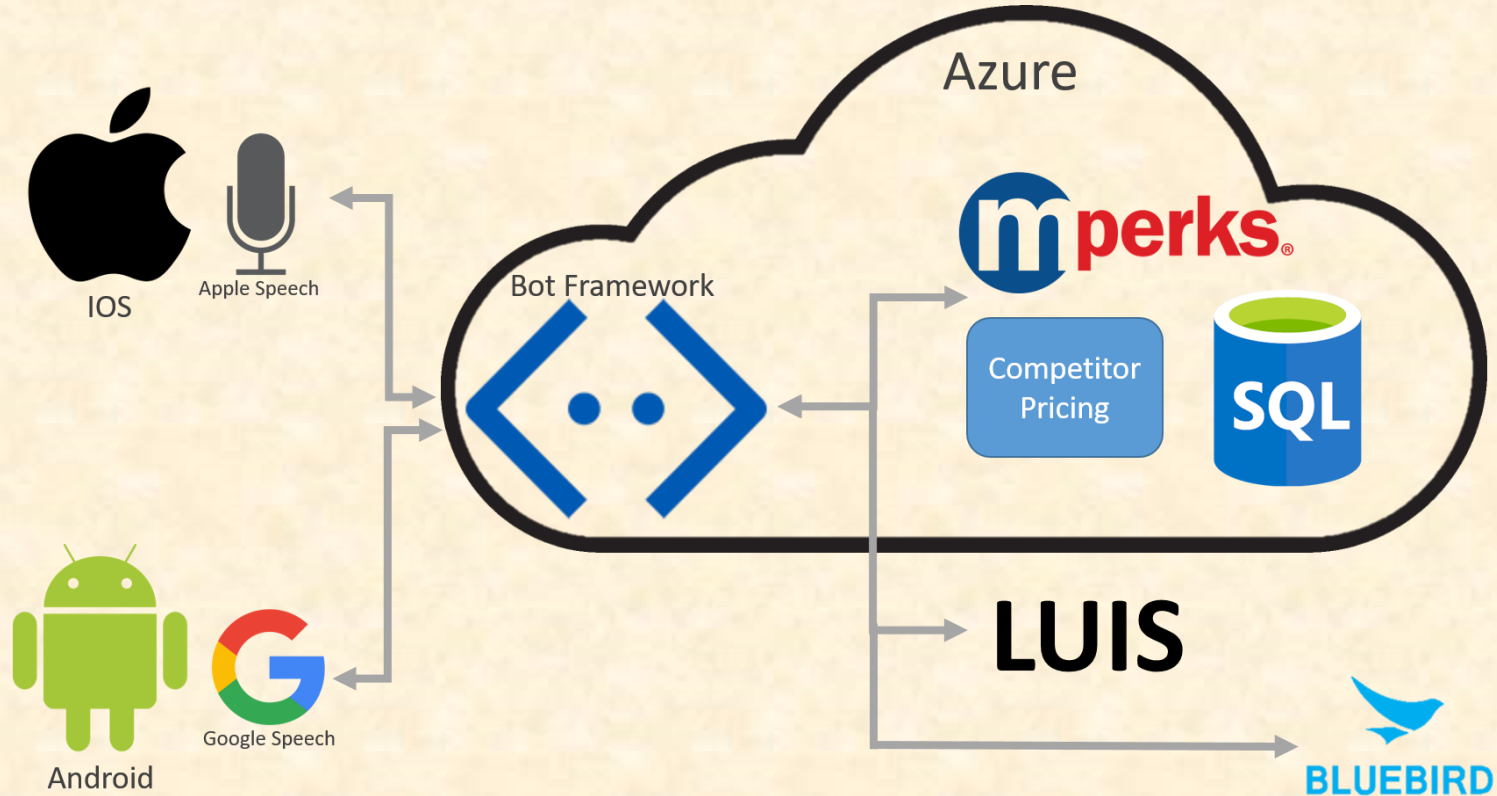 Azure
mperks®
Apple Speech
IOS
Bot Framework
Competitor
Pricing
SQL
LUIS
Google Speech
Android
BLUEBIRD